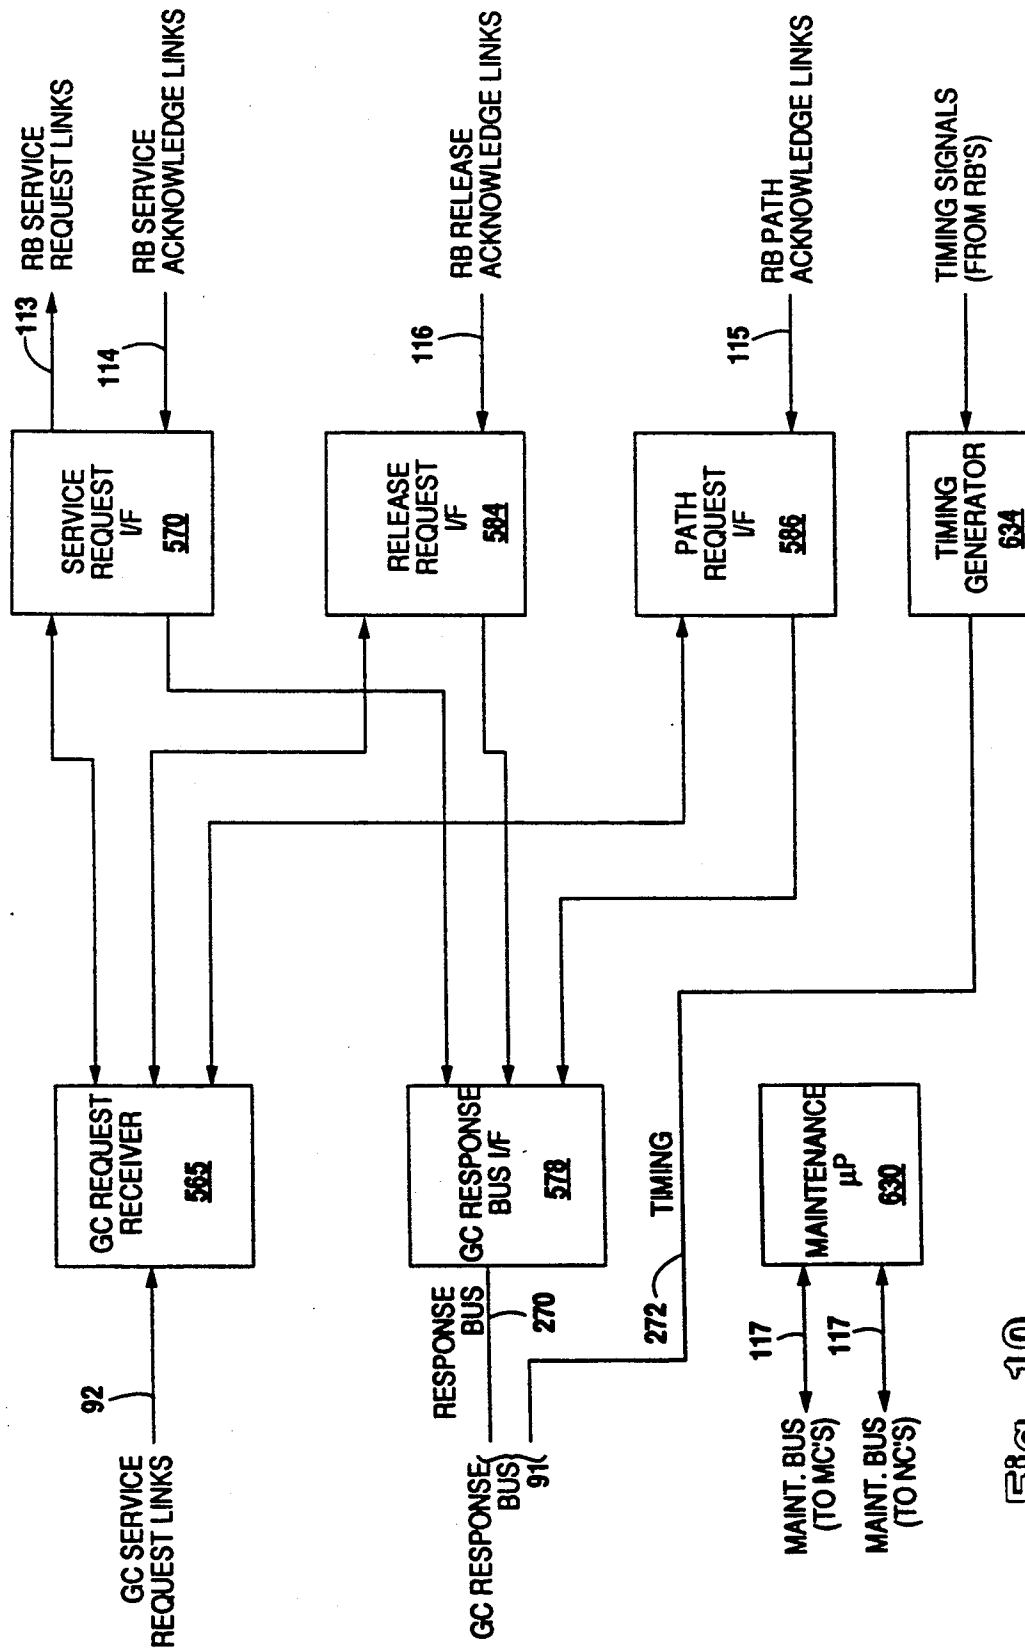 GC SERVICE
REQUEST LINKS
92
GC REQUEST
RECEIVER
565
SERVICE
REQUEST
I/F
570
113
RB SERVICE
REQUEST LINKS
114
RB SERVICE
ACKNOWLEDGE LINKS
RELEASE
REQUEST
I/F
584
116
RB RELEASE
ACKNOWLEDGE LINKS
GC RESPONSE
BUS
91
RESPONSE
BUS
270
GC RESPONSE
BUS I/F
578
PATH
REQUEST
I/F
586
115
RB PATH
ACKNOWLEDGE LINKS
272
TIMING
TIMING
GENERATOR
634
TIMING SIGNALS
(FROM RB'S)
MAINT. BUS
(TO MC'S)
117
MAINT. BUS
(TO NC'S)
117
MAINTENANCE
μP
630
Fig. 10